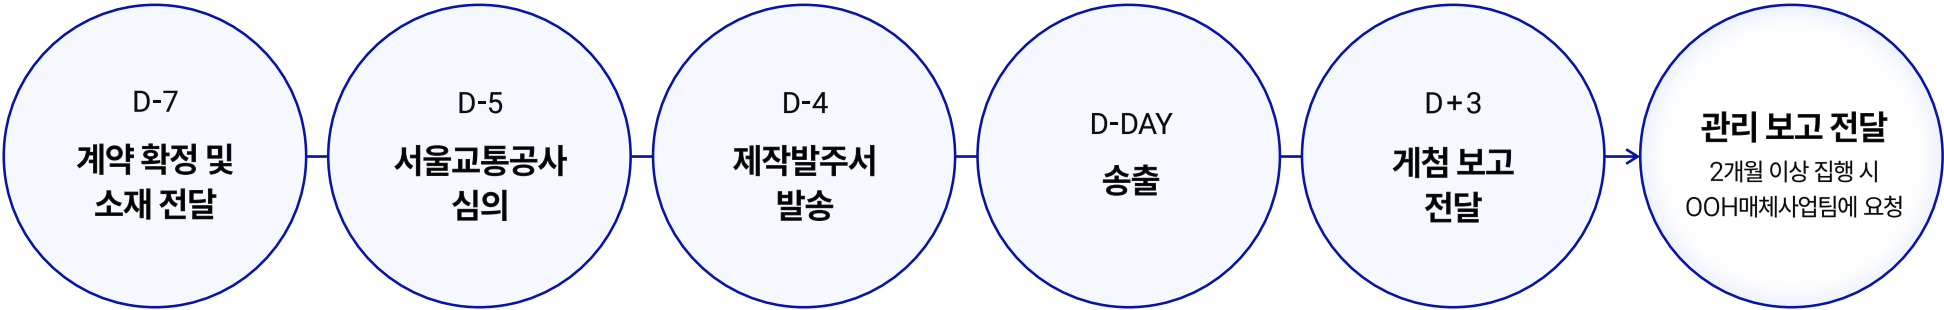 D-7
계약 확정 및
소재 전달
D-5
서울교통공사
심의
D-4
제작발주서
발송
D-DAY
송출
D+3
게첨 보고
전달
관리 보고 전달
2개월 이상 집행 시
OOH매체사업팀에 요청